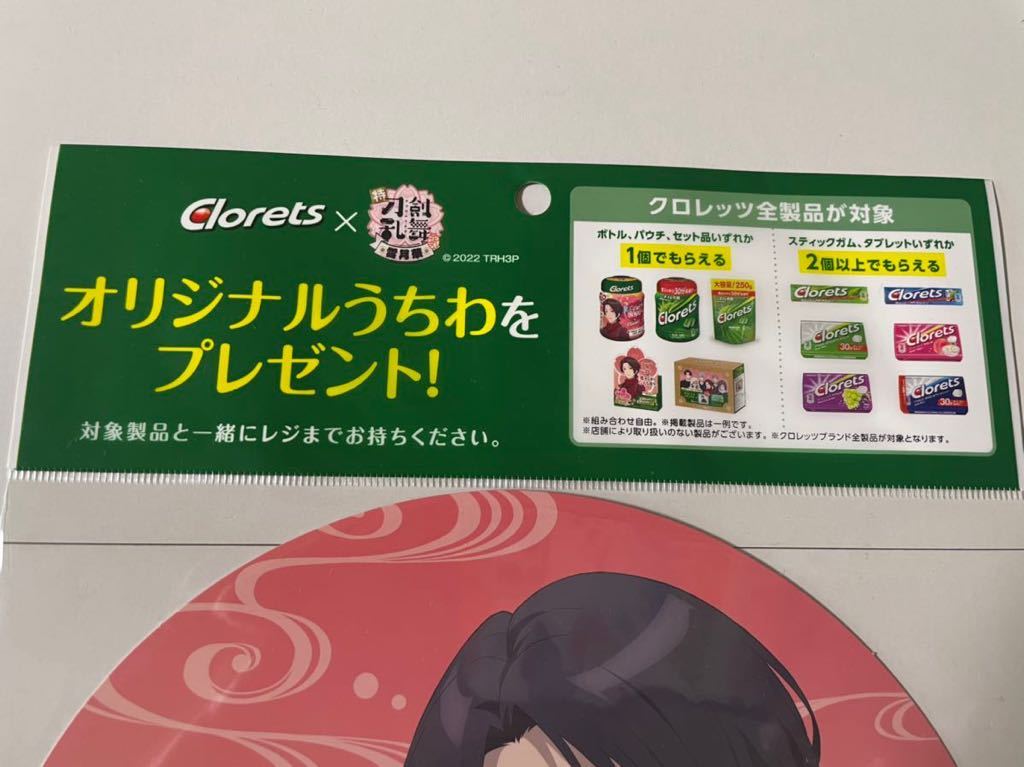 Clorets × 特 刀剣乱舞 花 雪月華
©2022 TRH3P
オリジナルうちわを
プレゼント!
対象製品と一緒にレジまでお持ちください。
クロレッツ全製品が対象
ボトル、パウチ、セット品いずれか
1個でもらえる
Clorets
Clorets
大容量/250g
Clorets
スティックガム、タブレットいずれか
2個以上でもらえる
Clorets
Clorets
Clorets
30
Clorets
Clorets
Clorets
30
※組み合わせ自由。※掲載製品は一例です。
※店舗により取り扱いのない製品がございます。※クロレッツブランド全製品が対象となります。